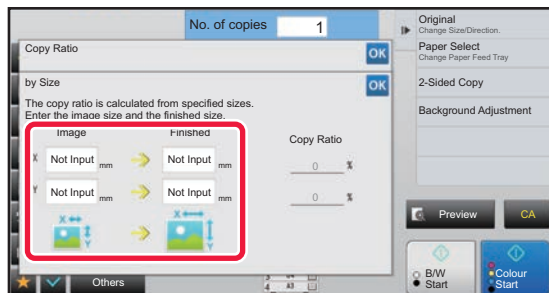 No. of copies
1
Copy Ratio
OK
by Size
OK
The copy ratio is calculated from specified sizes.
Enter the image size and the finished size.
Image
Finished
Copy Ratio
X
Not Input
mm
Not Input
mm
0
%
Y
Not Input
mm
Not Input
mm
0
%
X
Y
X
Y
Others
4
A3
Original
Change Size/Direction.
Paper Select
Change Paper Feed Tray
2-Sided Copy
Background Adjustment
Preview
CA
B/W
Start
Colour
Start